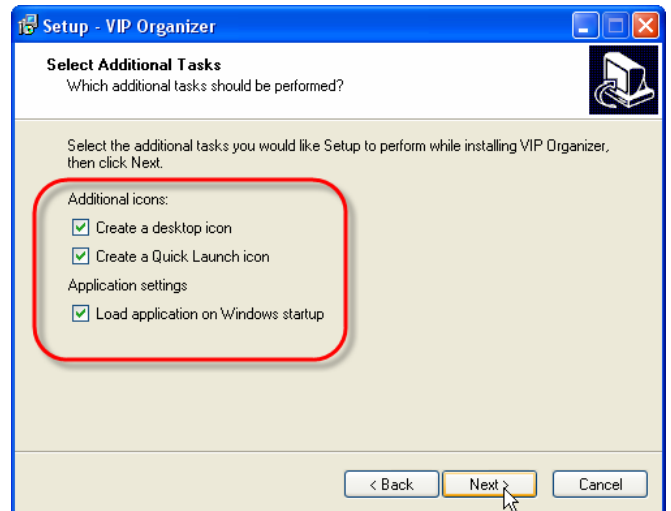 Setup - VIP Organizer
Select Additional Tasks
Which additional tasks should be performed?
Select the additional tasks you would like Setup to perform while installing VIP Organizer,
then click Next.
Additional icons:
Create a desktop icon
Create a Quick Launch icon
Application settings
Load application on Windows startup
< Back
Next >
Cancel